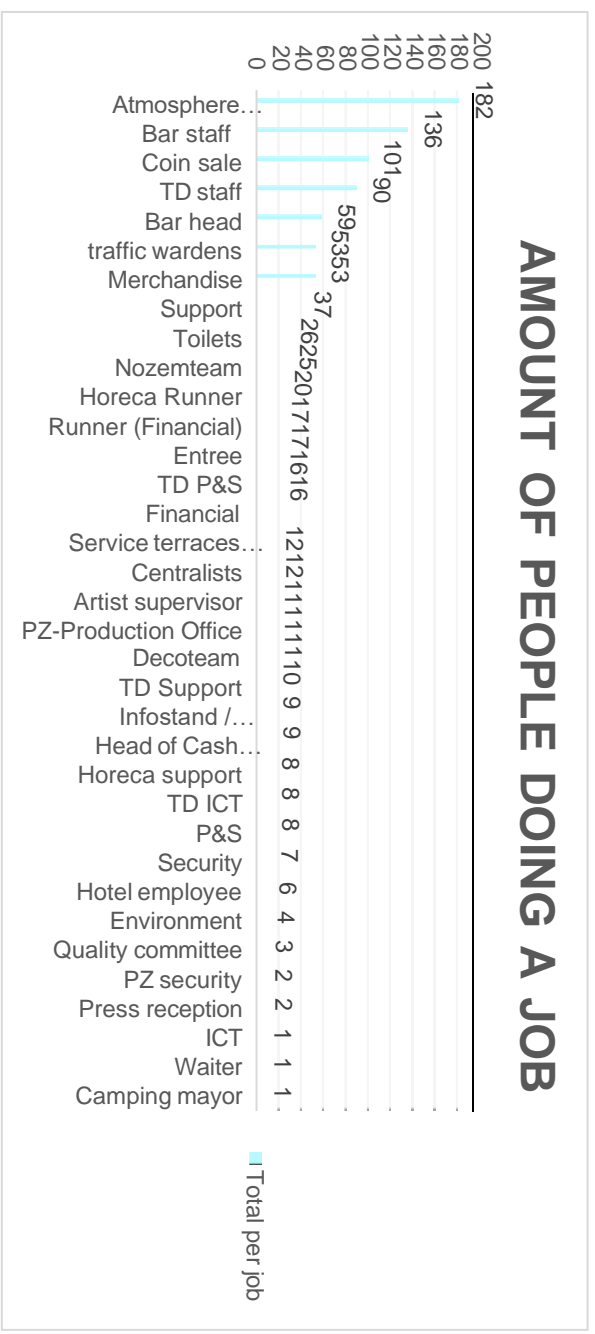 AMOUNT OF PEOPLE DOING A JOB
200
180
160
140
120
100
80
60
40
20
0
182
136
101
90
59
53
53
37
26
25
20
17
17
16
16
12
12
11
11
11
10
9
9
8
8
8
7
6
4
3
2
2
1
1
1
Atmosphere…
Bar staff
Coin sale
TD staff
Bar head
traffic wardens
Merchandise
Support
Toilets
Nozemteam
Horeca Runner
Runner (Financial)
Entree
TD P&S
Financial
Service terraces…
Centralists
Artist supervisor
PZ-Production Office
Decoteam
TD Support
Infostand /…
Head of Cash…
Horeca support
TD ICT
P&S
Security
Hotel employee
Environment
Quality committee
PZ security
Press reception
ICT
Waiter
Camping mayor
Total per job